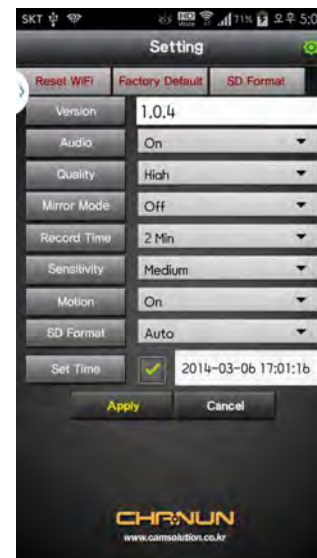 SKT HD 71% 오후 5:0
Setting
Reset WiFi Factory Default SD Format
Version 1.0.4
Audio On
Quality High
Mirror Mode Off
Record Time 2 Min
Sensitivity Medium
Motion On
SD Format Auto
Set Time 2014-03-06 17:01:16
Apply Cancel
CHANUN
www.camsolution.co.kr